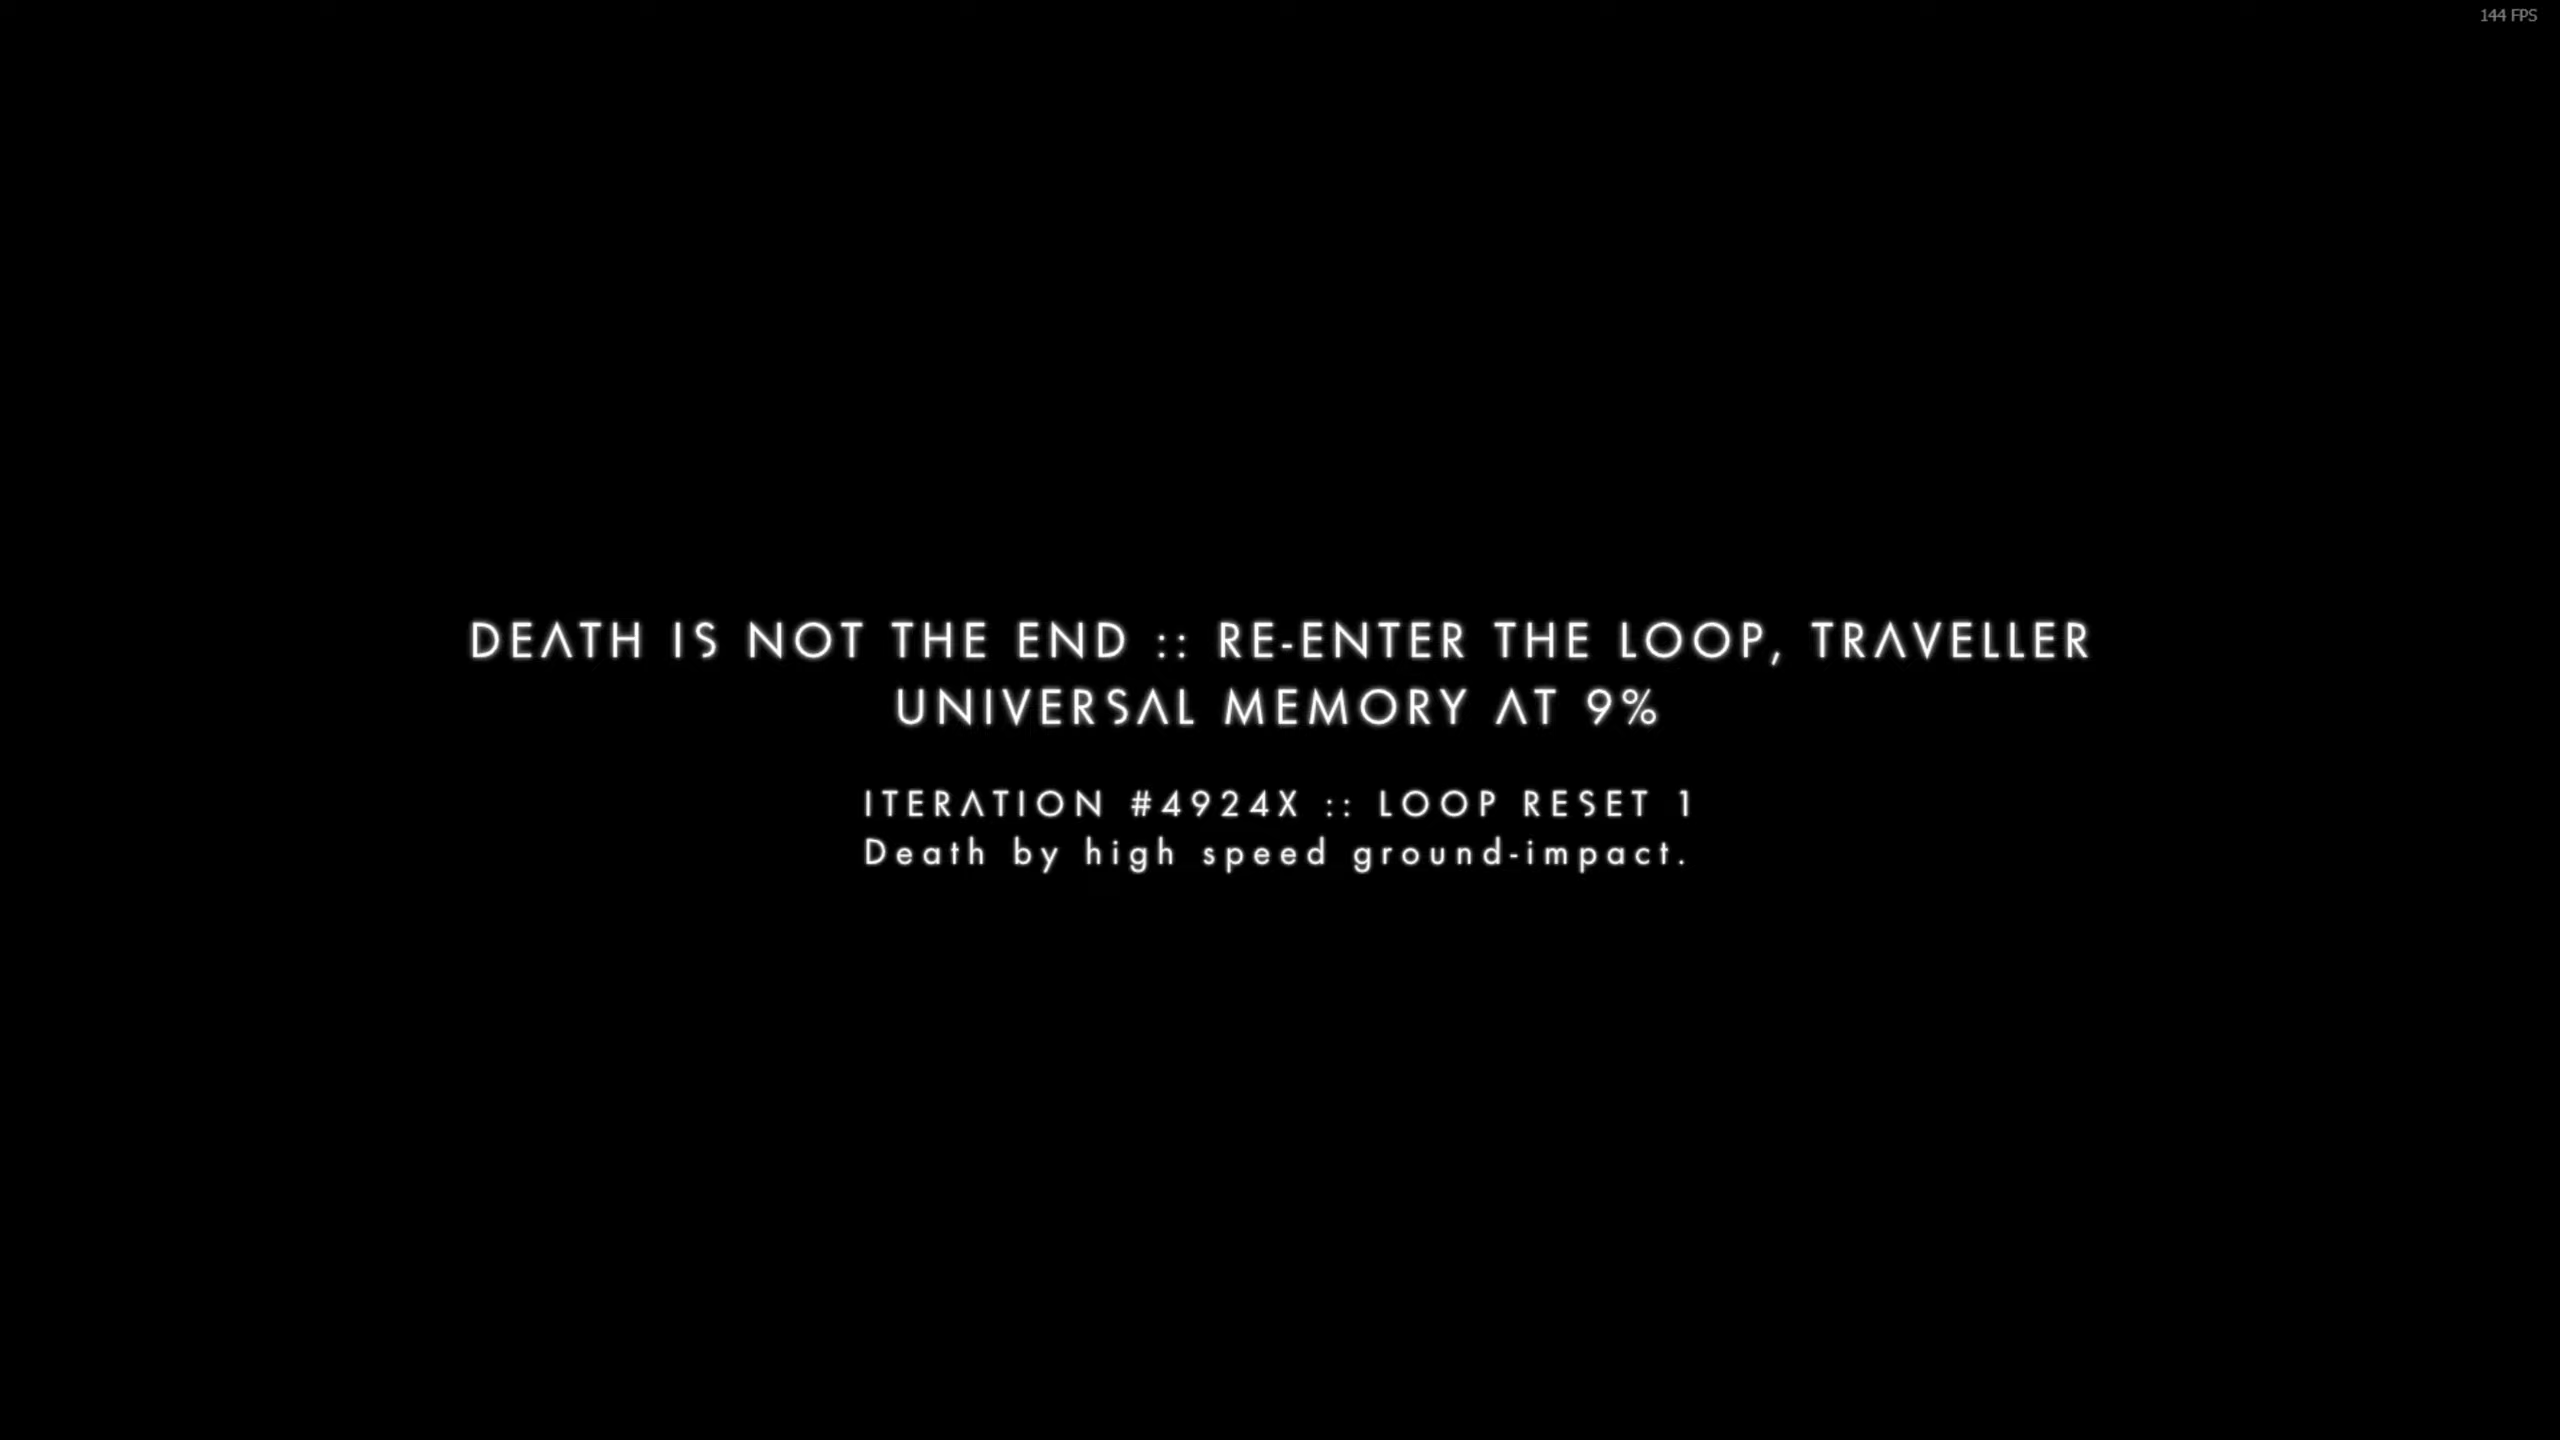 144 FPS
DEATH IS NOT THE END :: RE-ENTER THE LOOP, TRAVELLER
UNIVERSAL MEMORY AT 9%
ITERATION #4924X :: LOOP RESET 1
Death by high speed ground-impact.